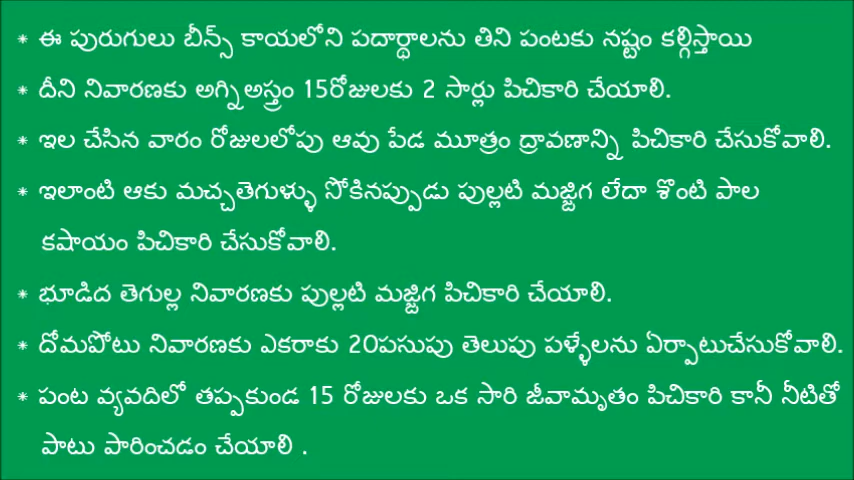 * ఈ పురుగులు బీన్స్ కాయలోని పదార్థాలను తిని పంటకు నష్టం కల్గిస్తాయి
* దీని నివారణకు అగ్నిఅస్త్రం 15రోజులకు 2 సార్లు పిచికారి చేయాలి.
* ఇల చేసిన వారం రోజులలోపు ఆవు పేడ మూత్రం ద్రావణాన్ని పిచికారి చేసుకోవాలి.
* ఇలాంటి ఆకు మచ్చతెగుళ్ళు సోకినప్పుడు పుల్లటి మజ్జిగ లేదా శొంటి పాల
కషాయం పిచికారి చేసుకోవాలి.
* భూడిద తెగుల్ల నివారణకు పుల్లటి మజ్జిగ పిచికారి చేయాలి.
* దోమపోటు నివారణకు ఎకరాకు 20పసుపు తెలుపు పళ్ళేలను ఏర్పాటుచేసుకోవాలి.
* పంట వ్యవదిలో తప్పకుండ 15 రోజులకు ఒక సారి జీవామృతం పిచికారి కానీ నీటితో
పాటు పారించడం చేయాలి .